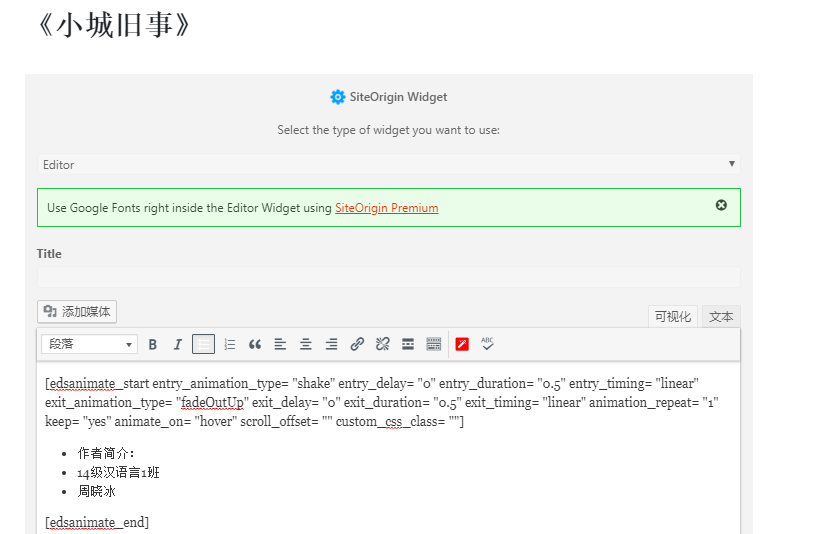 《小城旧事》
SiteOrigin Widget
Select the type of widget you want to use:
Editor
Use Google Fonts right inside the Editor Widget using SiteOrigin Premium
Title
添加媒体
可视化 文本
段落 B I ABC
[edsanimate_start entry_animation_type= "shake" entry_delay= "0" entry_duration= "0.5" entry_timing= "linear"
exit_animation_type= "fadeOutUp" exit_delay= "0" exit_duration= "0.5" exit_timing= "linear" animation_repeat= "1"
keep= "yes" animate_on= "hover" scroll_offset= "" custom_css_class= ""]
• 作者简介：
• 14级汉语言1班
• 周晓冰
[edsanimate_end]